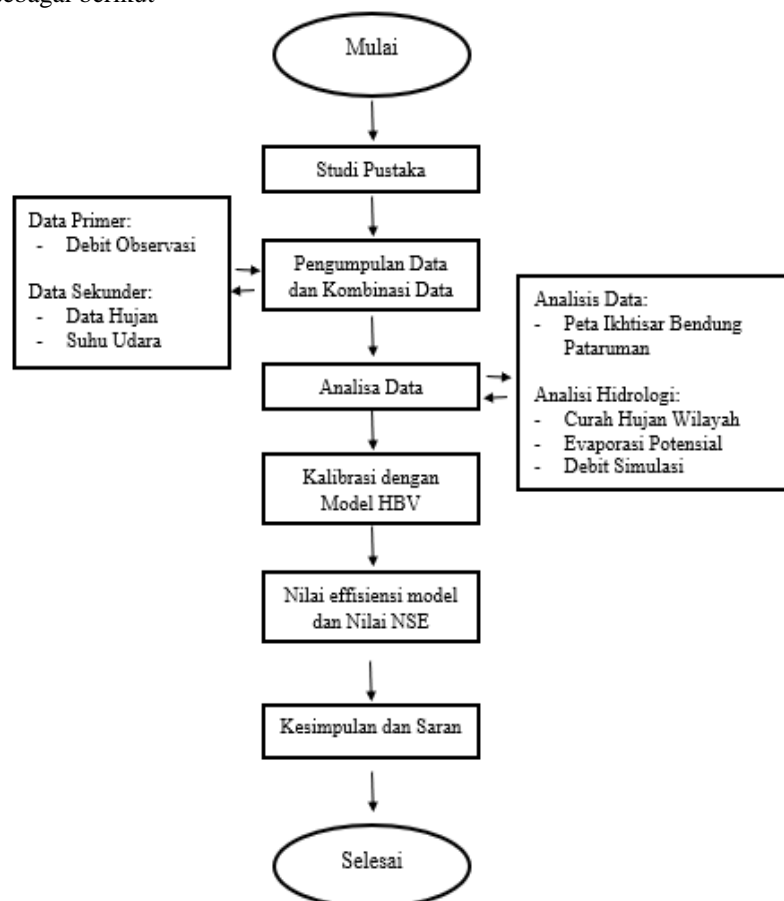 sebagai berikut
Mulai
Studi Pustaka
Data Primer:
- Debit Observasi
Data Sekunder:
- Data Hujan
- Suhu Udara
Pengumpulan Data
dan Kombinasi Data
Analisa Data
Analisis Data:
- Peta Ikhtisar Bendung
Pataruman
Analisi Hidrologi:
- Curah Hujan Wilayah
- Evaporasi Potensial
- Debit Simulasi
Kalibrasi dengan
Model HBV
Nilai effisiensi model
dan Nilai NSE
Kesimpulan dan Saran
Selesai